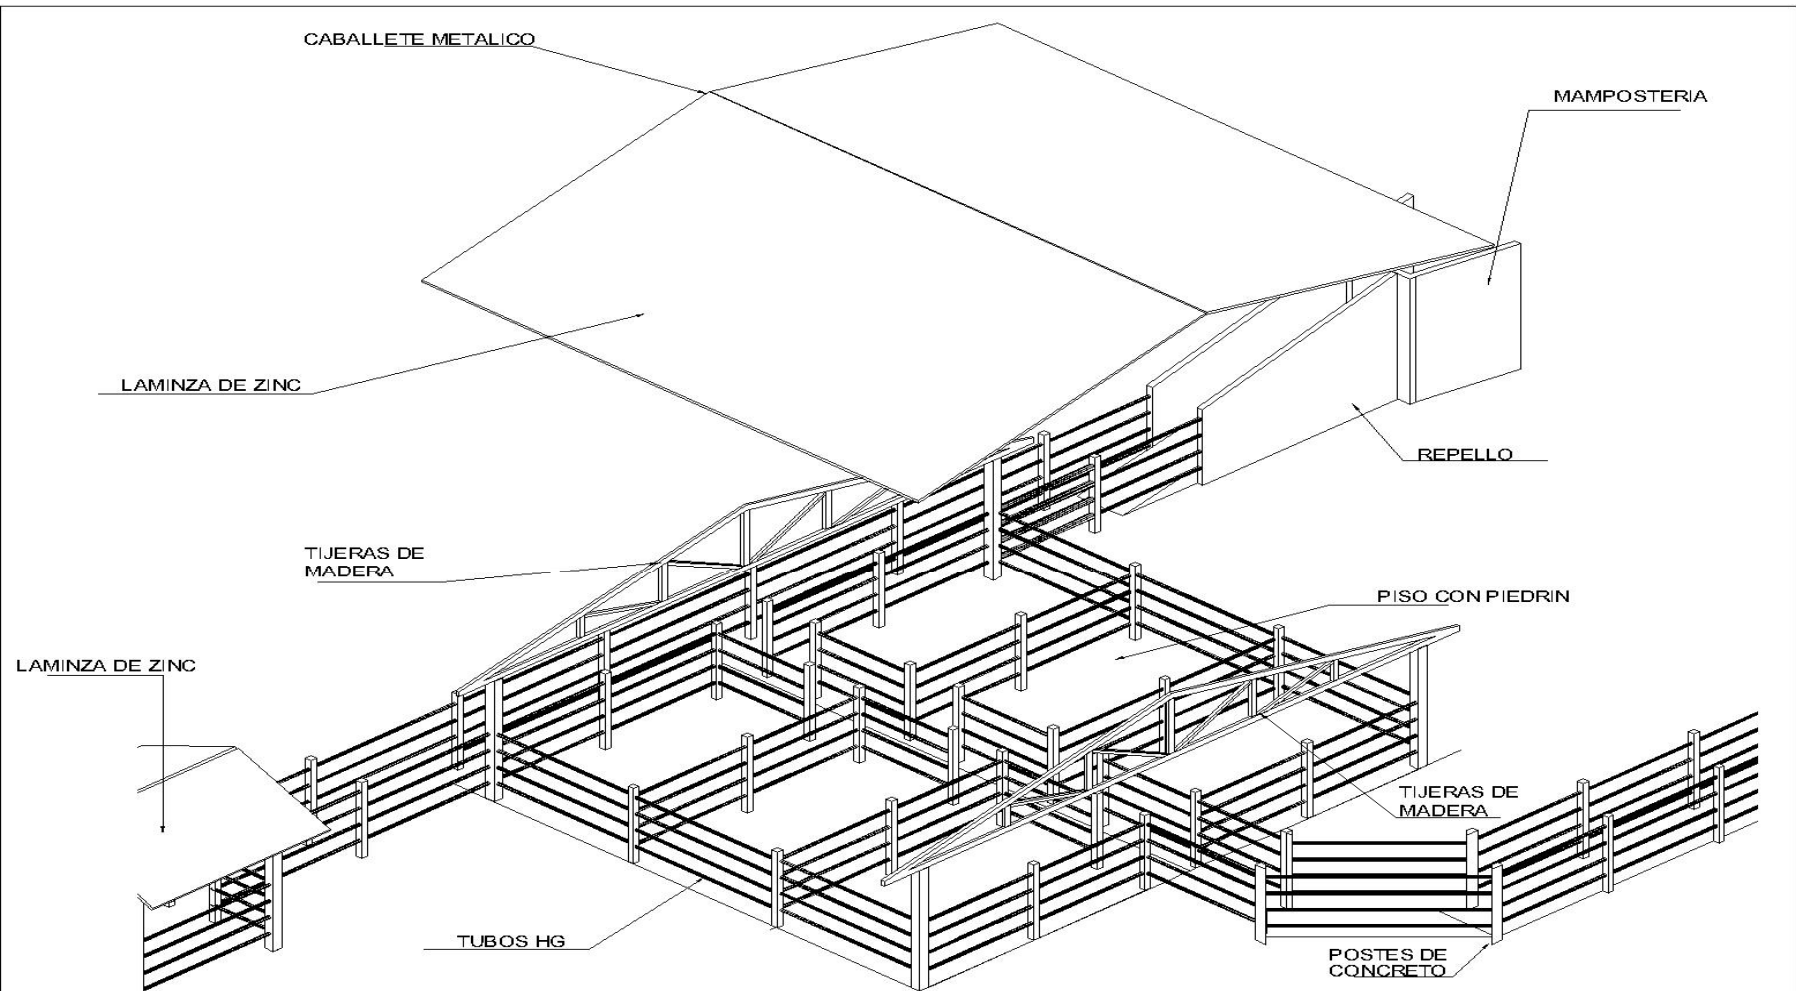 CABALLETE METALICO
MAMPOSTERIA
LAMINZA DE ZINC
REPELLO
TIJERAS DE
MADERA
PISO CON PIEDRIN
LAMINZA DE ZINC
TIJERAS DE
MADERA
TUBOS HG
POSTES DE
CONCRETO